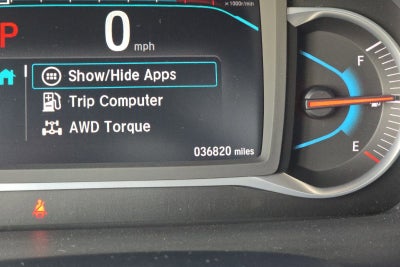 x1000r/min
P
0 mph
Show/Hide Apps
Trip Computer
AWD Torque
036820 miles
F
E